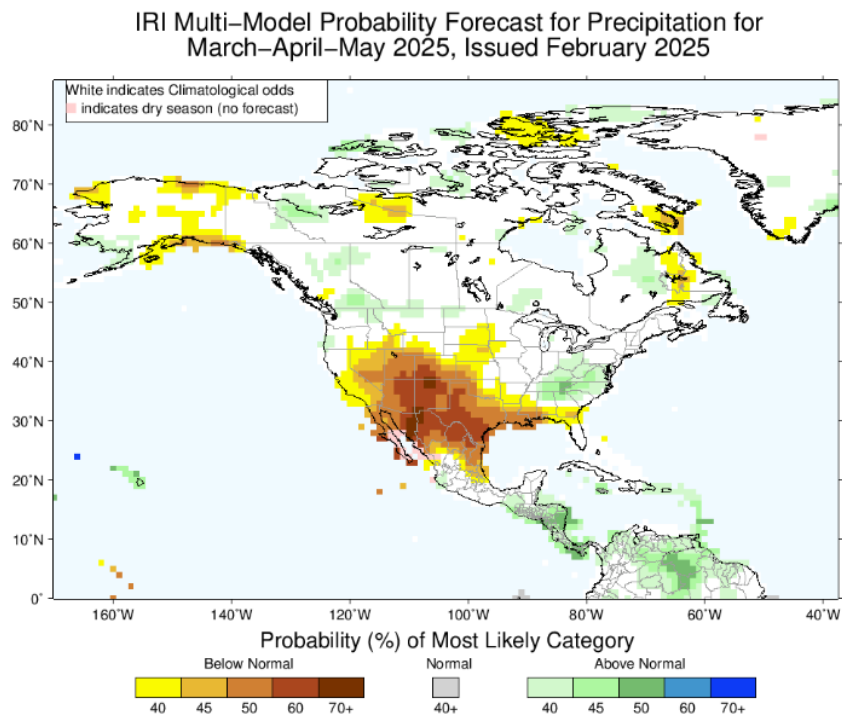 IRI Multi-Model Probability Forecast for Precipitation for
March-April-May 2025, Issued February 2025
White indicates Climatological odds
indicates dry season (no forecast)
80˚N
70˚N
60˚N
50˚N
40˚N
30˚N
20˚N
10˚N
0˚
160˚W 140˚W 120˚W 100˚W 80˚W 60˚W 40˚W
Probability (%) of Most Likely Category
Below Normal Normal Above Normal
40 45 50 60 70+ 40+ 40 45 50 60 70+